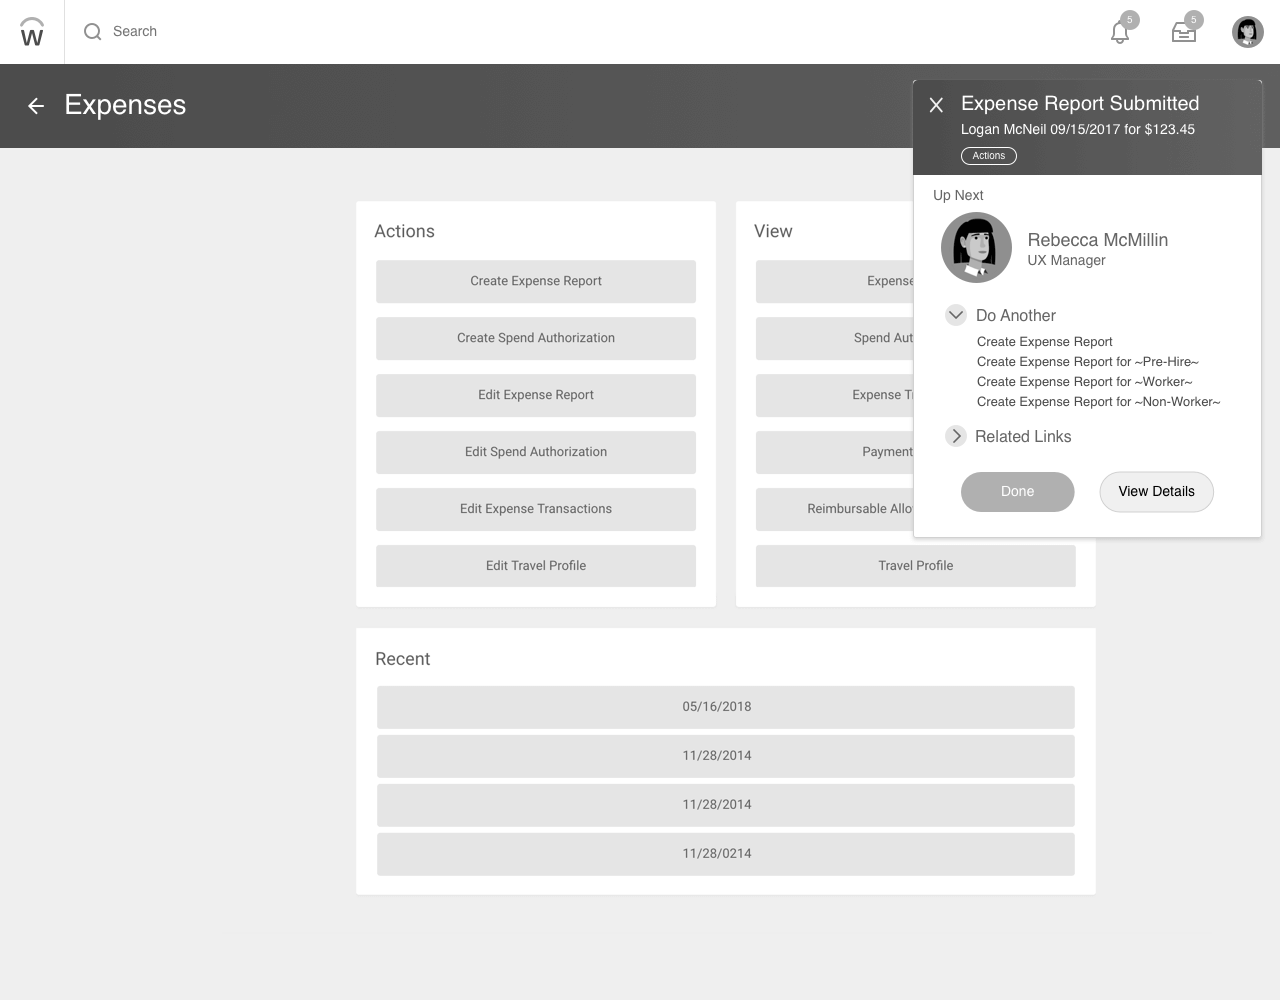 w
Search
5
5
Expenses
Expense Report Submitted
Logan McNeil 09/15/2017 for $123.45
Actions
Up Next
Rebecca McMillin
UX Manager
Do Another
Create Expense Report
Create Expense Report for ~Pre-Hire~
Create Expense Report for ~Worker~
Create Expense Report for ~Non-Worker~
Related Links
Done
View Details
Actions
Create Expense Report
Create Spend Authorization
Edit Expense Report
Edit Spend Authorization
Edit Expense Transactions
Edit Travel Profile
View
Expense
Spend Aut
Expense T
Payment
Reimbursable Allo
Travel Profile
Recent
05/16/2018
11/28/2014
11/28/2014
11/28/0214